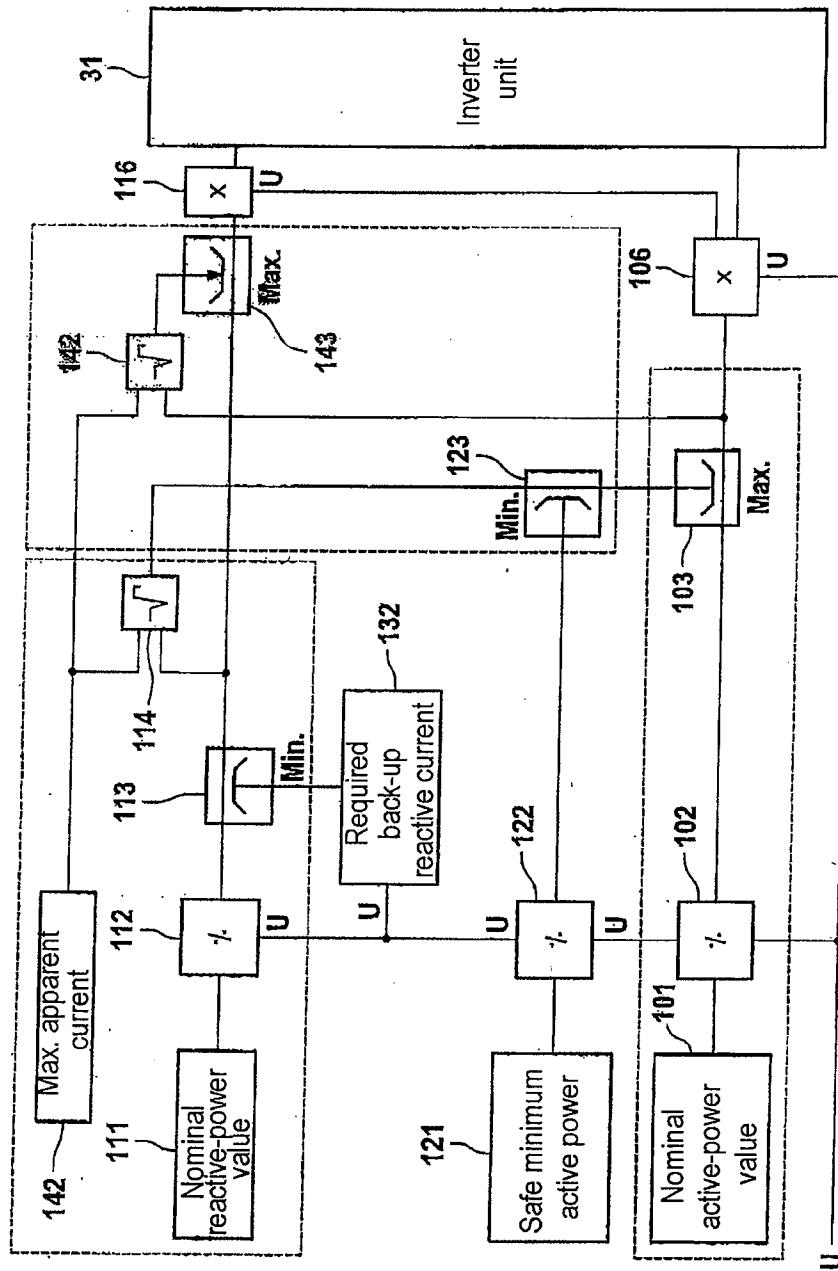 142
Max. apparent
current
111
Nominal
reactive-power
value
112
٪
U
113
Min.
114
√
132
Required
back-up
reactive current
U
142
√
143
Max.
116
X
U
31
Inverter
unit
121
Safe minimum
active power
122
٪
U
U
123
Min.
101
Nominal
active-power
value
102
٪
103
Max.
106
X
U
U